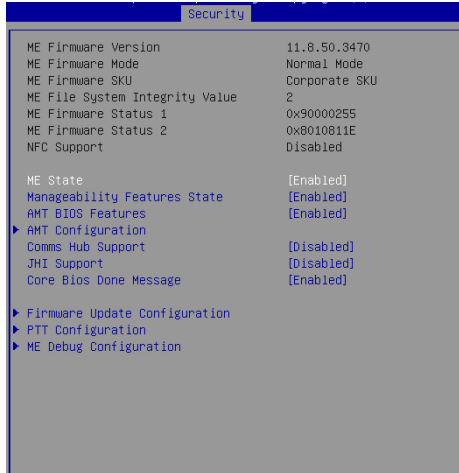 Security
ME Firmware Version 11.8.50.3470
ME Firmware Mode Normal Mode
ME Firmware SKU Corporate SKU
ME File System Integrity Value 2
ME Firmware Status 1 0x90000255
ME Firmware Status 2 0x8010811E
NFC Support Disabled
ME State [Enabled]
Manageability Features State [Enabled]
AMT BIOS Features [Enabled]
AMT Configuration
Comms Hub Support [Disabled]
JHI Support [Disabled]
Core Bios Done Message [Enabled]
Firmware Update Configuration
PTT Configuration
ME Debug Configuration